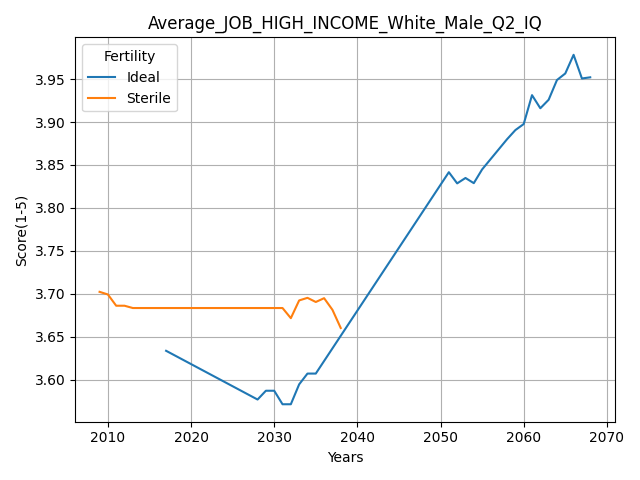 Average_JOB_HIGH_INCOME_White_Male_Q2_IQ
Fertility
Ideal
Sterile
Score(1-5)
3.95
3.90
3.85
3.80
3.75
3.70
3.65
3.60
2010 2020 2030 2040 2050 2060 2070
Years